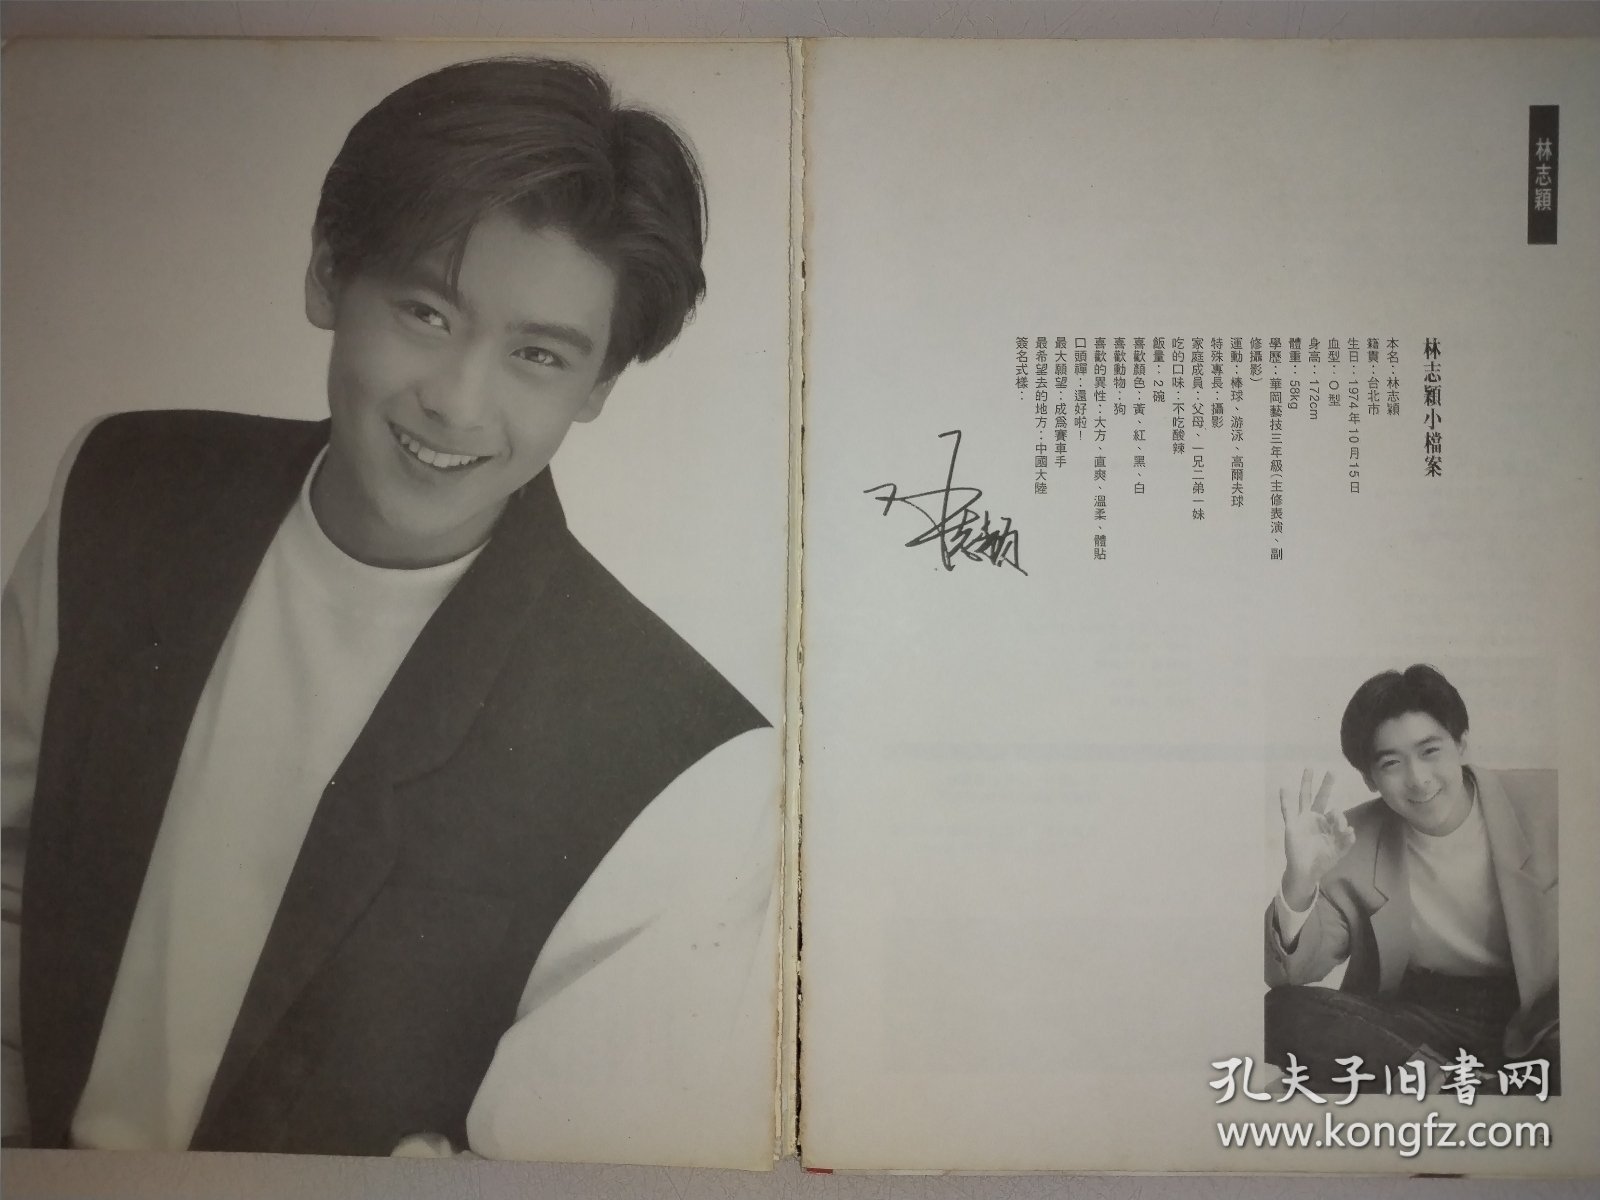 林志穎
林志穎小檔案
本名：林志穎
籍貫：台北市
生日：1974年10月15日
血型：O型
身高：172cm
體重：58kg
學歷：華岡藝技三年級（主修表演、副
修攝影）
運動：棒球、游泳、高爾夫球
特殊專長：攝影
家庭成員：父母、一兄二弟一妹
吃的口味：不吃酸辣
飯量：2碗
喜歡顏色：黃、紅、黑、白
喜歡動物：狗
喜歡的異性：大方、直爽、溫柔、體貼
口頭禪：還好啦！
最大願望：成爲賽車手
最希望去的地方：中國大陸
簽名式樣：
林志穎
孔夫子旧書网
www.kongfz.com